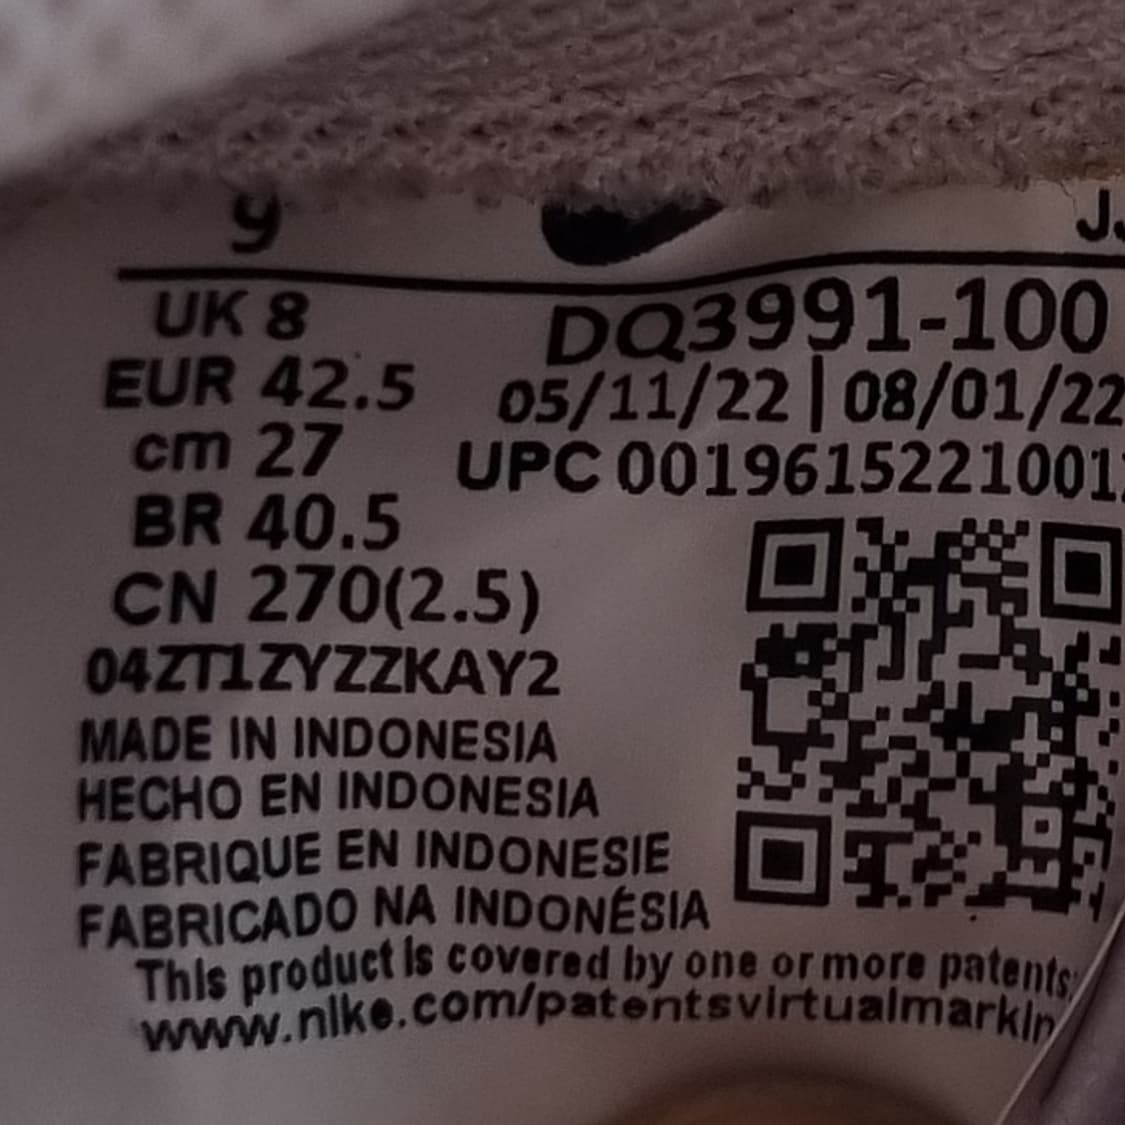 9
UK 8
DQ3991-100
EUR 42.5
05/11/22 | 08/01/22
cm 27
UPC 001961522100
BR 40.5
CN 270(2.5)
04ZT1ZYZZKAY2
MADE IN INDONESIA
HECHO EN INDONESIA
FABRIQUE EN INDONESIE
FABRICADO NA INDONÉSIA
This product is covered by one or more patents
www.nike.com/patentsvirtualmarkin